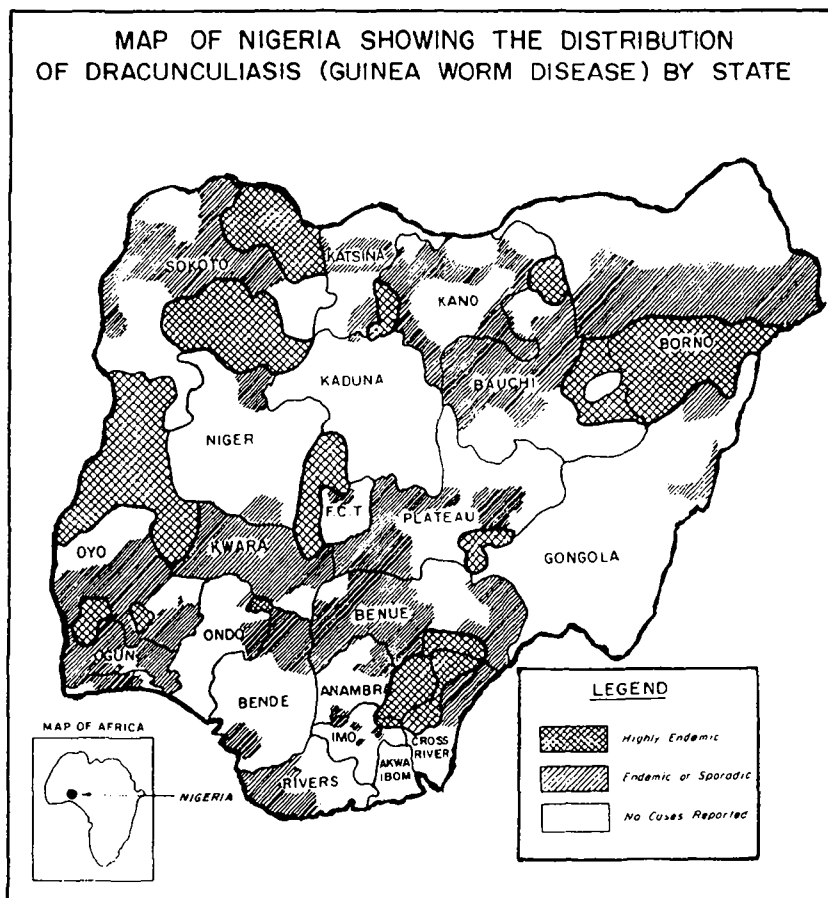 MAP OF NIGERIA SHOWING THE DISTRIBUTION
OF DRACUNCULIASIS (GUINEA WORM DISEASE) BY STATE
SOKOTO
KATSINA
KANO
BORNO
KADUNA
BAUCHI
NIGER
F.C.T
PLATEAU
OYO
KWARA
GONGOLA
BENUE
ONDO
OGUN
BENDE
ANAMBRA
IMO
CROSS
RIVER
AKWA
IBOM
RIVERS
LEGEND
Highly Endemic
Endemic or Sporadic
No Cases Reported
MAP OF AFRICA
NIGERIA